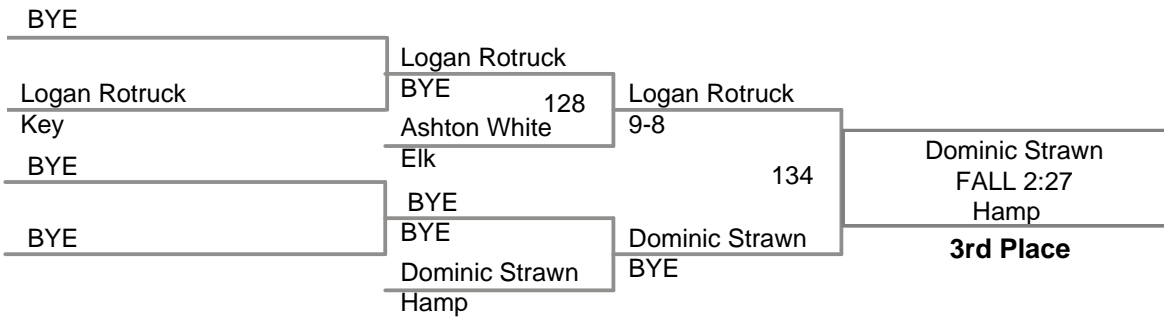 BYE
Logan Rotruck
Key
BYE
BYE
Logan Rotruck
BYE
128
Ashton White
Elk
BYE
BYE
Dominic Strawn
Hamp
Logan Rotruck
9-8
134
Dominic Strawn
BYE
Dominic Strawn
FALL 2:27
Hamp
3rd Place